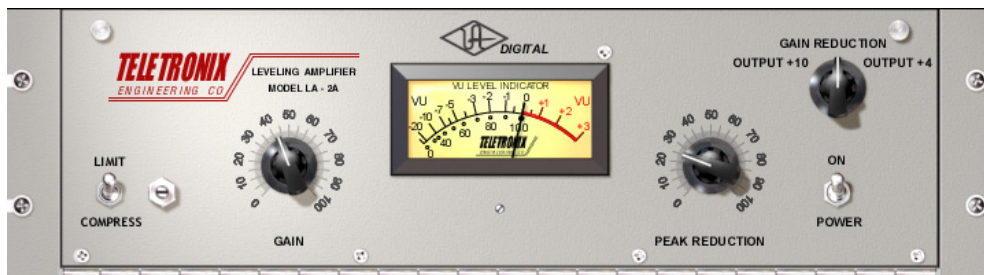 TELETRONIX
ENGINEERING CO
LEVELING AMPLIFIER
MODEL LA - 2A
UA
DIGITAL
GAIN REDUCTION
OUTPUT +10
OUTPUT +4
VU LEVEL INDICATOR
VU
VU
-20 -10 -7 -5 -3 -2 -1 0 +1 +2 +3
0 40 60 80 100
TELETRONIX
LIMIT
COMPRESS
0 10 20 30 40 50 60 70 80 90 100
GAIN
0 10 20 30 40 50 60 70 80 90 100
PEAK REDUCTION
ON
POWER